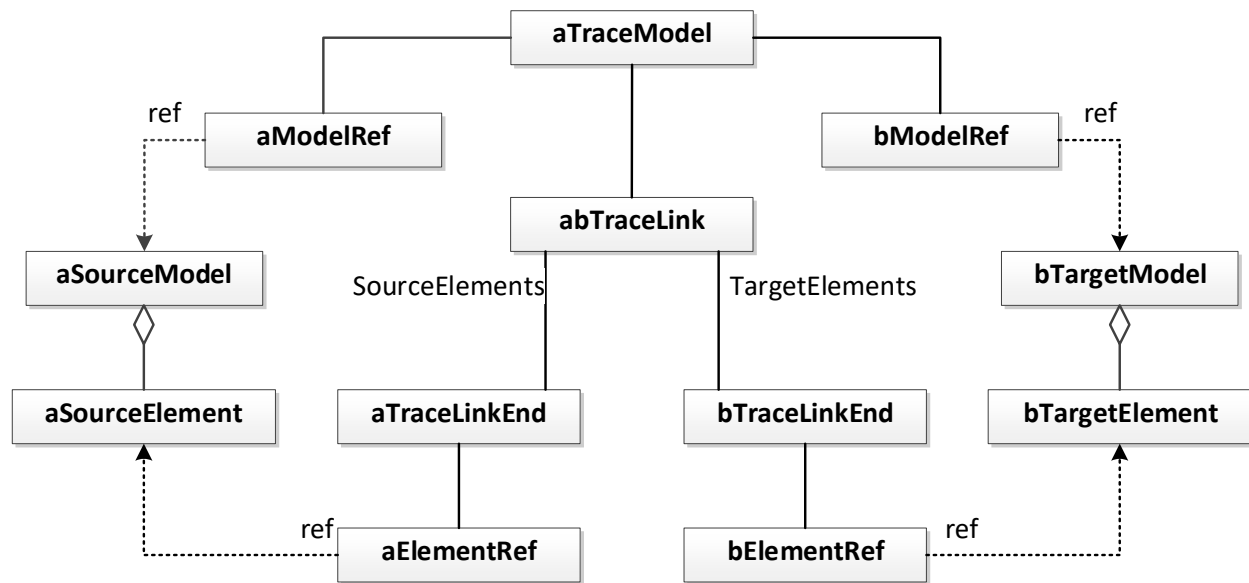 aTraceModel
ref
aModelRef
bModelRef
ref
abTraceLink
aSourceModel
SourceElements
TargetElements
bTargetModel
aSourceElement
aTraceLinkEnd
bTraceLinkEnd
bTargetElement
ref
aElementRef
bElementRef
ref